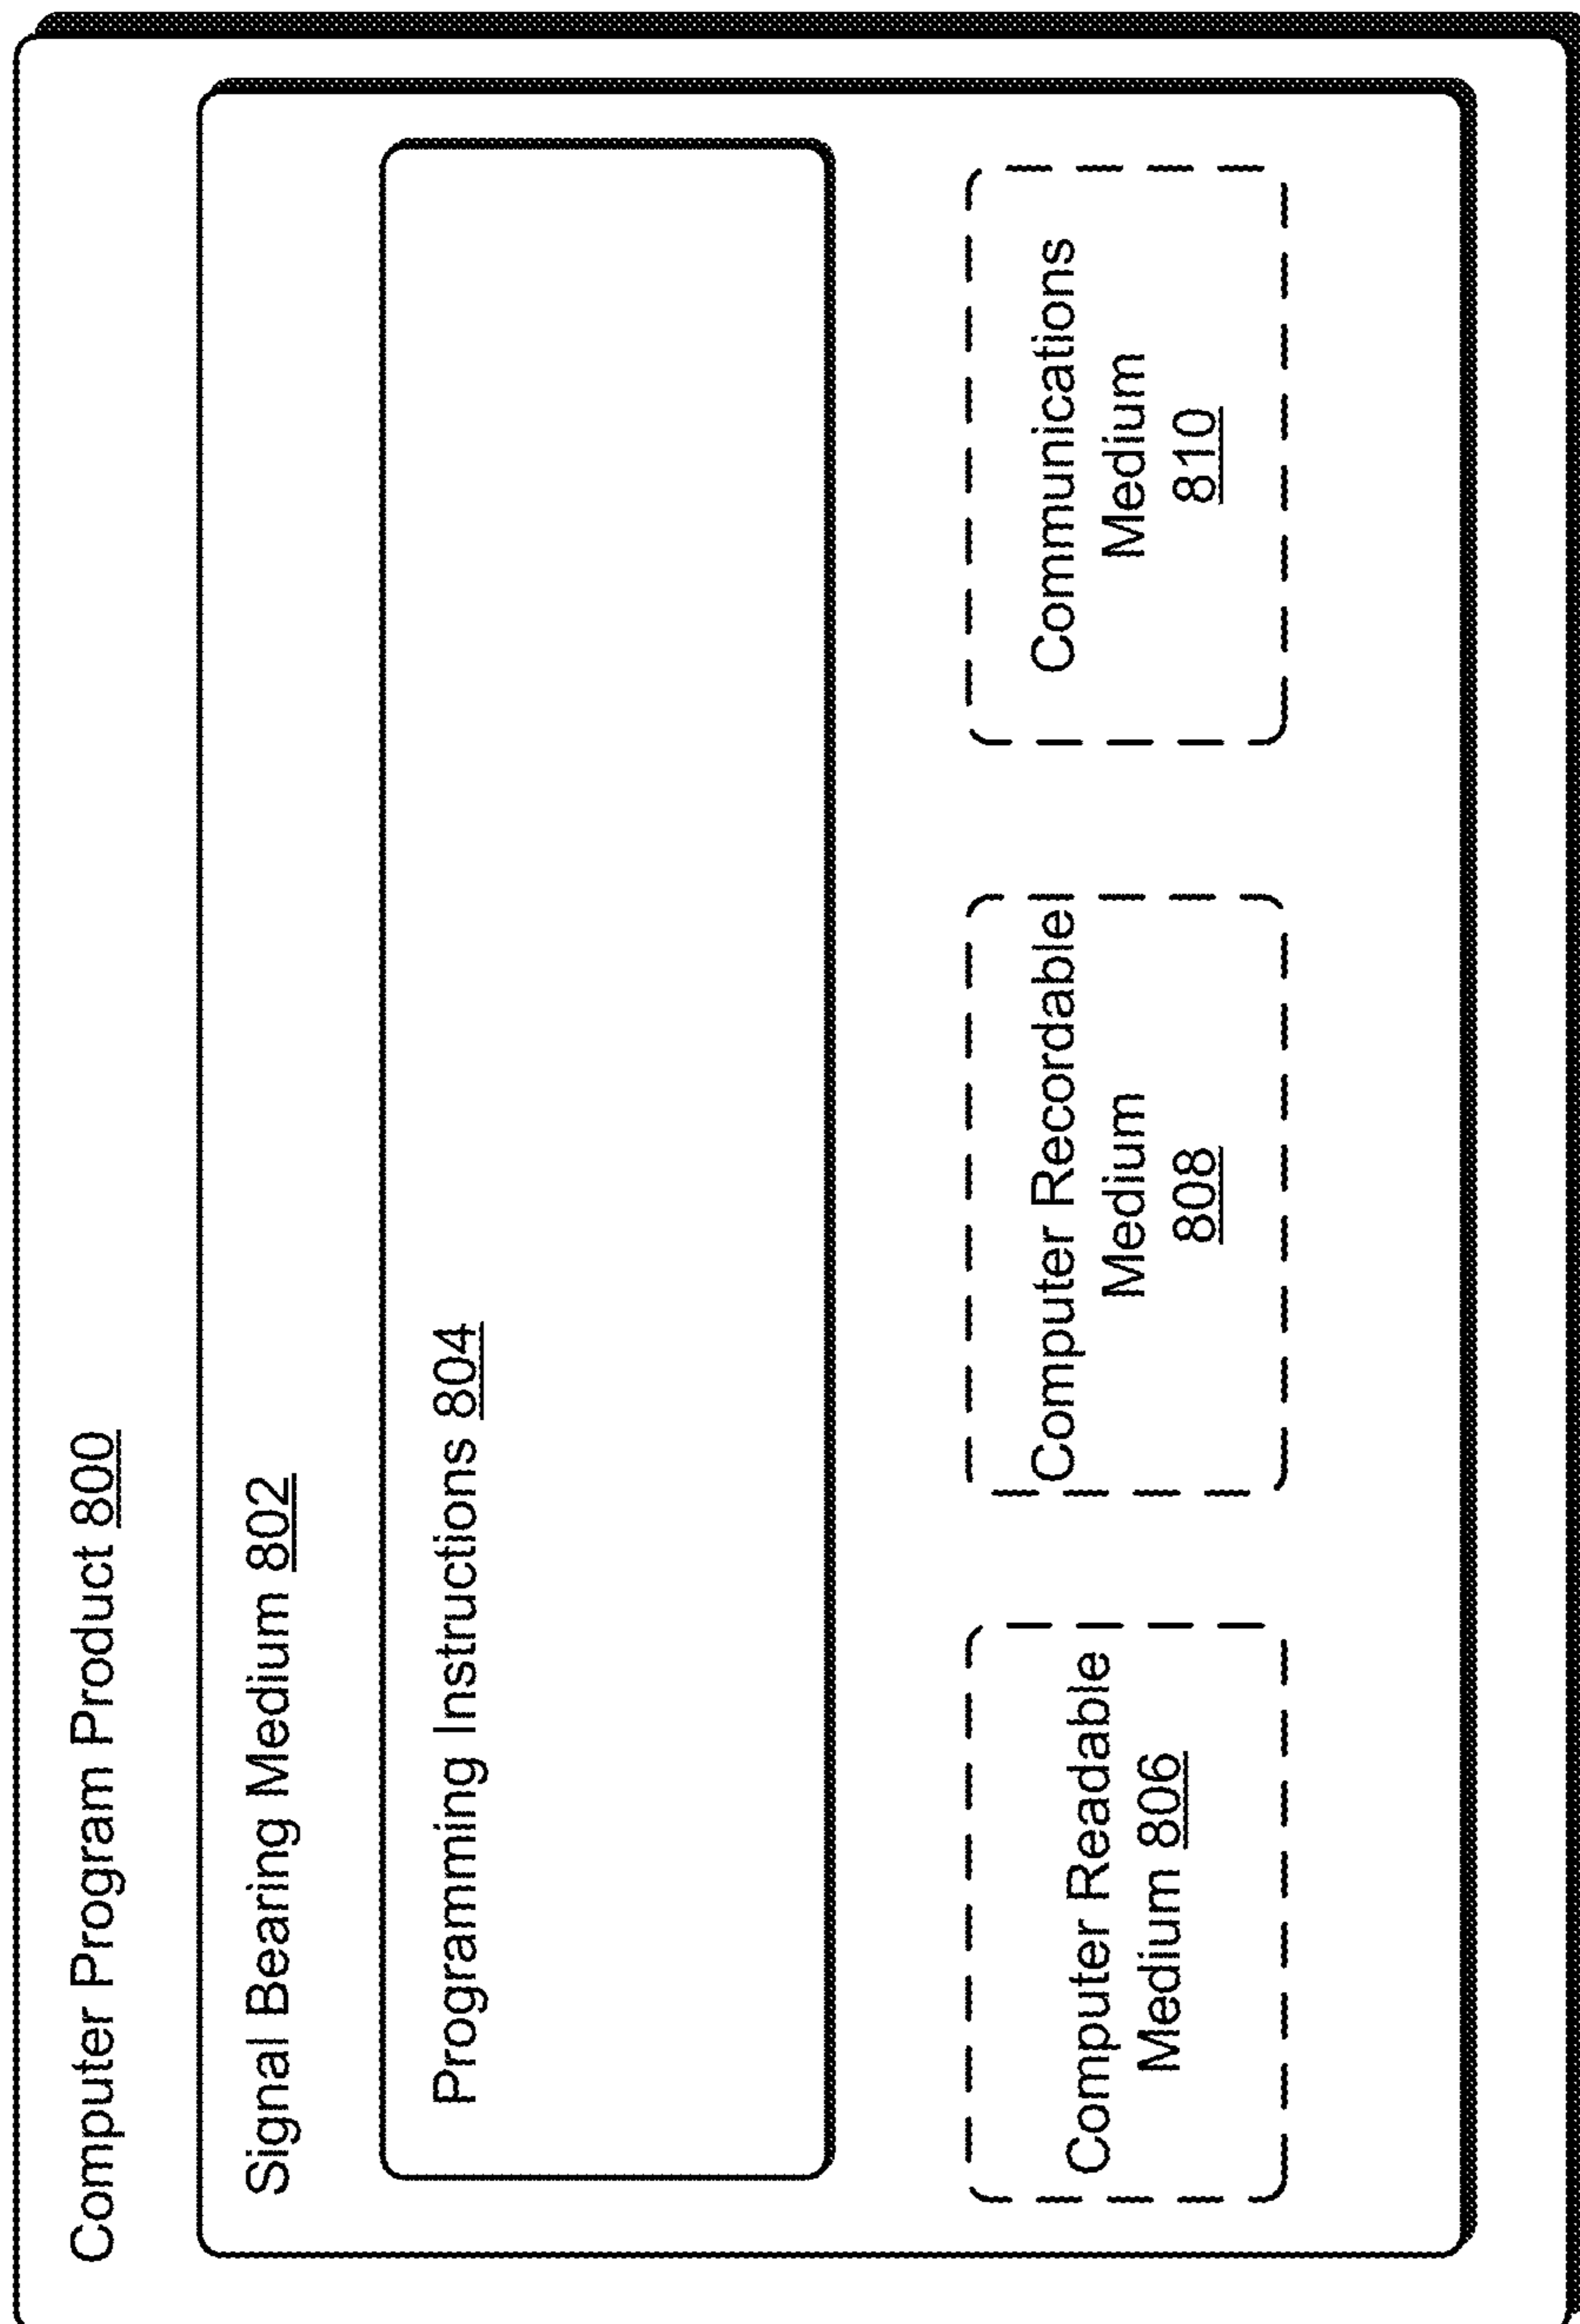 Computer Program Product 800
Signal Bearing Medium 802
Programming Instructions 804
Computer Readable
Medium 806
Computer Recordable
Medium
808
Communications
Medium
810